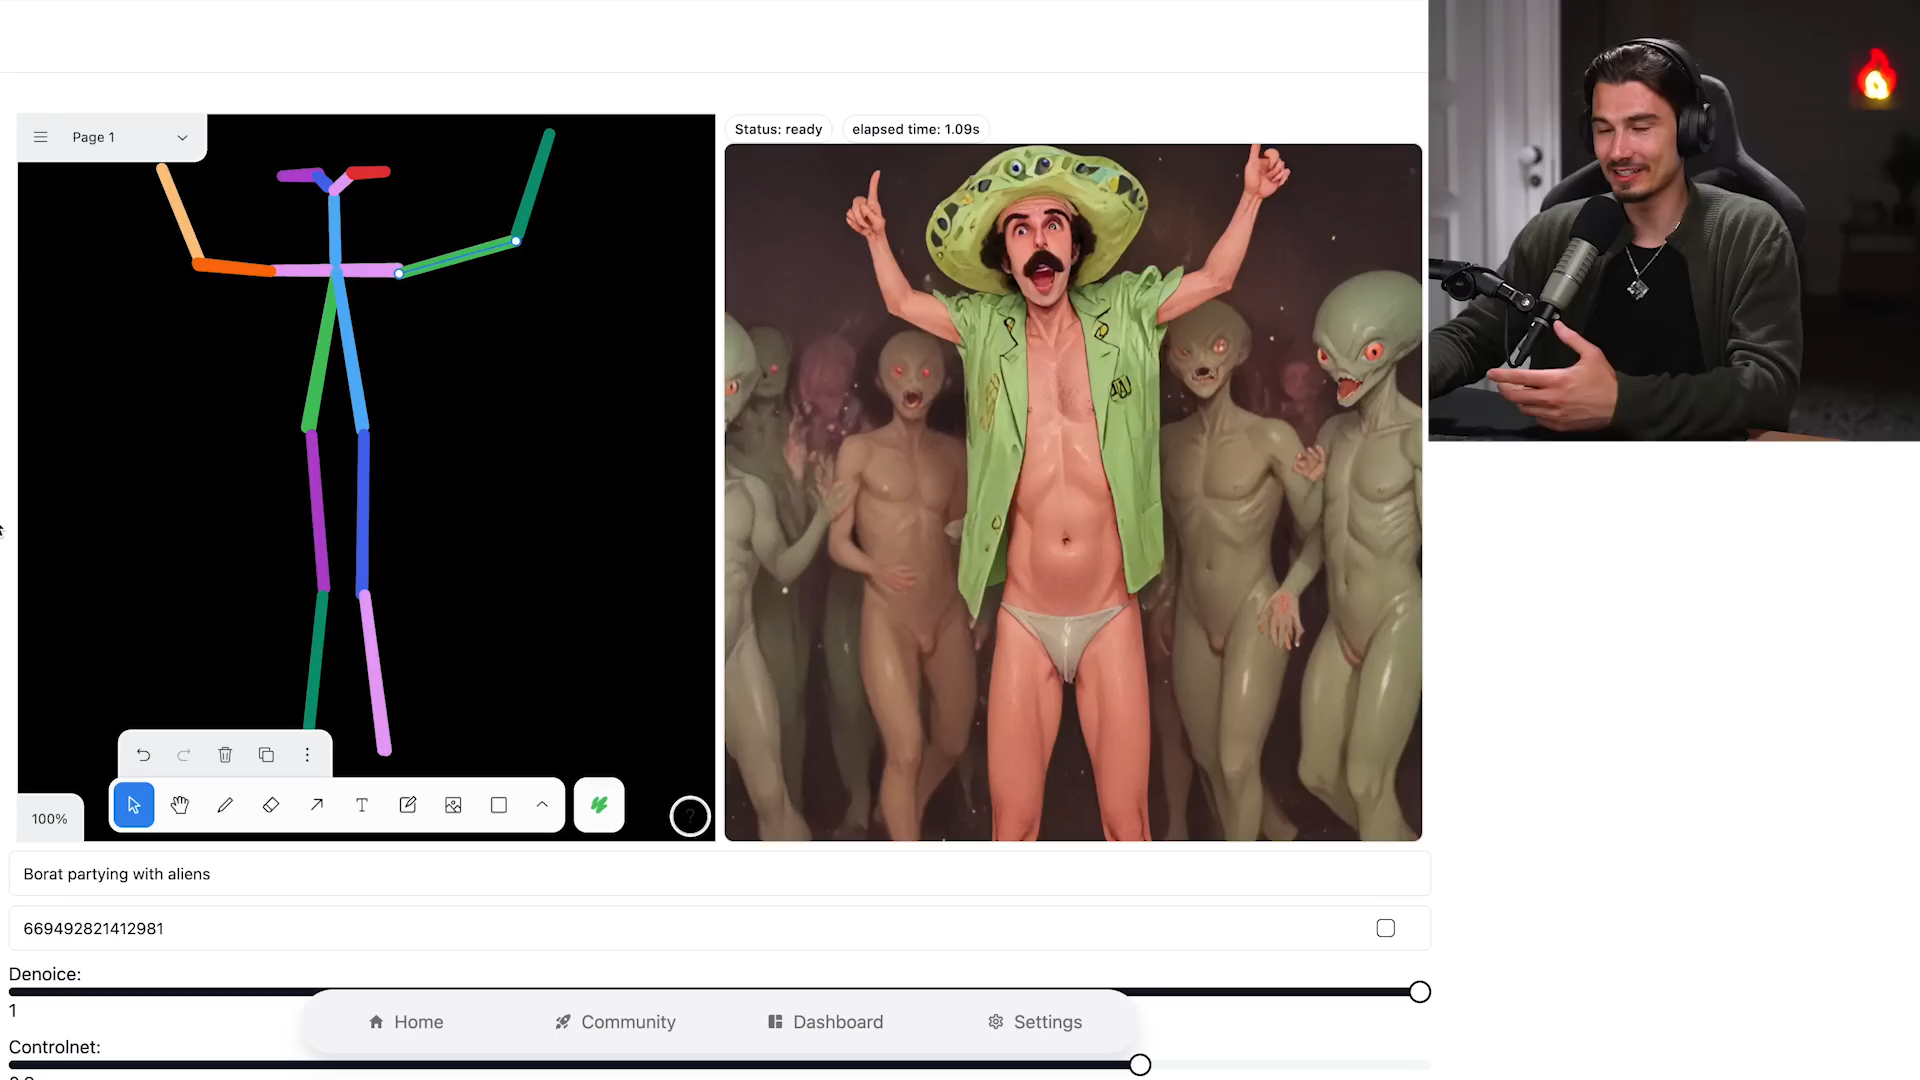 Page 1
Status: ready
elapsed time: 1.09s
100%
Borat partying with aliens
669492821412981
Denoice:
1
Home
Community
Dashboard
Settings
Controlnet: